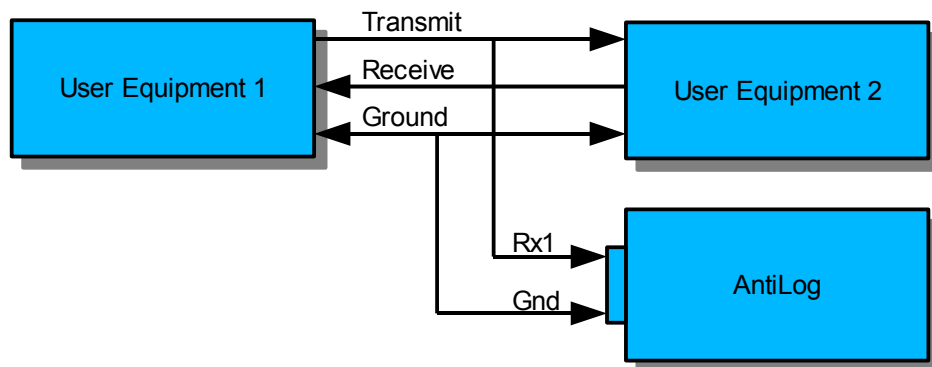 Transmit
User Equipment 1
Receive
User Equipment 2
Ground
Rx1
Gnd
AntiLog